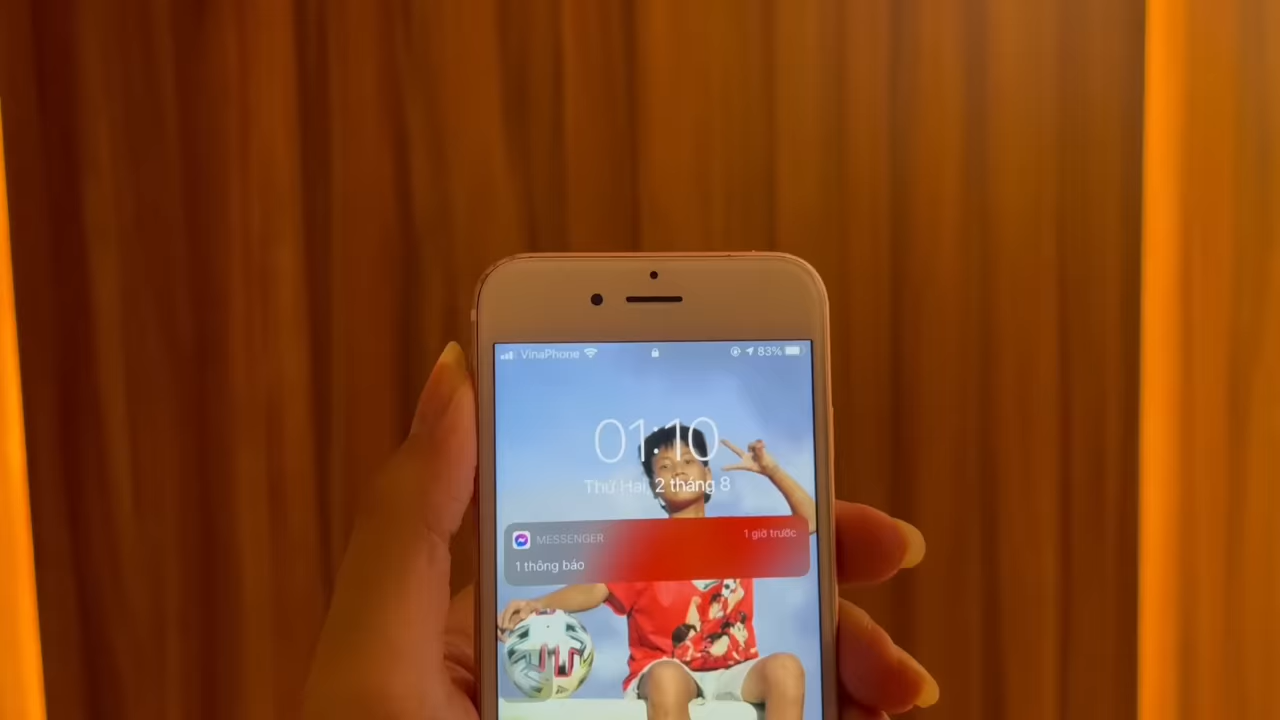 VinaPhone 83%
01:10
Thứ Hai, 2 tháng 8
MESSENGER 1 giờ trước
1 thông báo